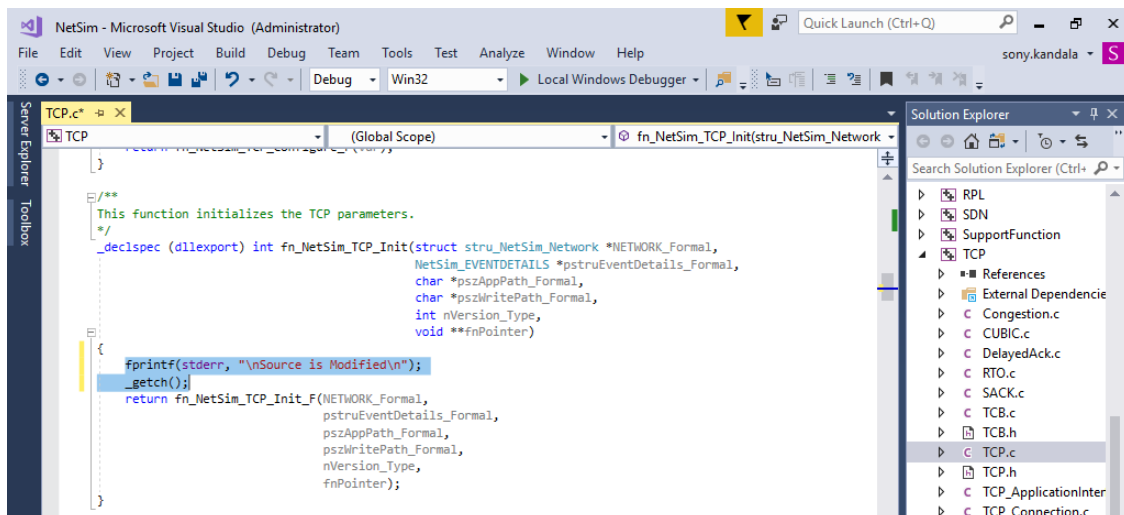 NetSim - Microsoft Visual Studio (Administrator)
Quick Launch (Ctrl+Q)
File Edit View Project Build Debug Team Tools Test Analyze Window Help
sony.kandala
S
Debug Win32 Local Windows Debugger
Server Explorer
Toolbox
TCP.c*
TCP (Global Scope) fn_NetSim_TCP_Init(stru_NetSim_Network
}
/**
This function initializes the TCP parameters.
*/
_declspec (dllexport) int fn_NetSim_TCP_Init(struct stru_NetSim_Network *NETWORK_Formal,
NetSim_EVENTDETAILS *pstruEventDetails_Formal,
char *pszAppPath_Formal,
char *pszWritePath_Formal,
int nVersion_Type,
void **fnPointer)
{
fprintf(stderr, "\nSource is Modified\n");
_getch();
return fn_NetSim_TCP_Init_F(NETWORK_Formal,
pstruEventDetails_Formal,
pszAppPath_Formal,
pszWritePath_Formal,
nVersion_Type,
fnPointer);
}
Solution Explorer
Search Solution Explorer (Ctrl+
RPL
SDN
SupportFunction
TCP
References
External Dependencie
C Congestion.c
C CUBIC.c
C DelayedAck.c
C RTO.c
C SACK.c
C TCB.c
h TCB.h
C TCP.c
h TCP.h
C TCP_ApplicationInter
C TCP_Connection.c